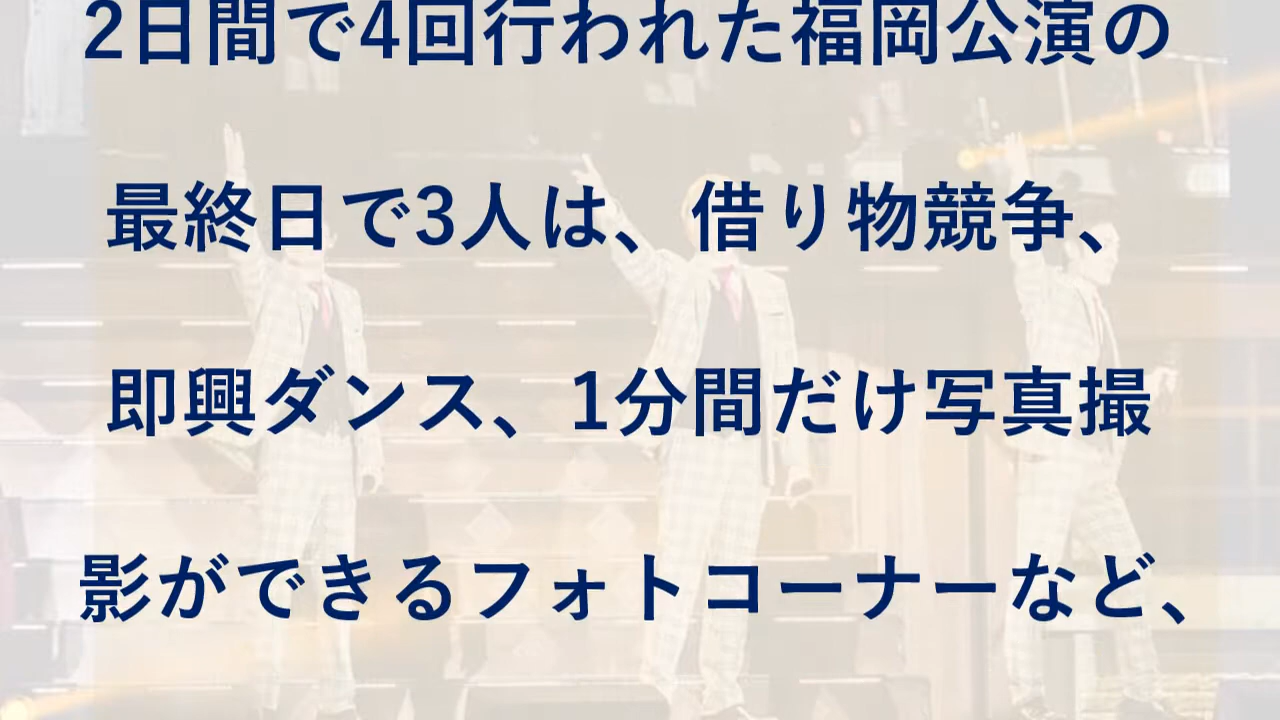 2日間で4回行われた福岡公演の
最終日で3人は、借り物競争、
即興ダンス、1分間だけ写真撮
影ができるフォトコーナーなど、